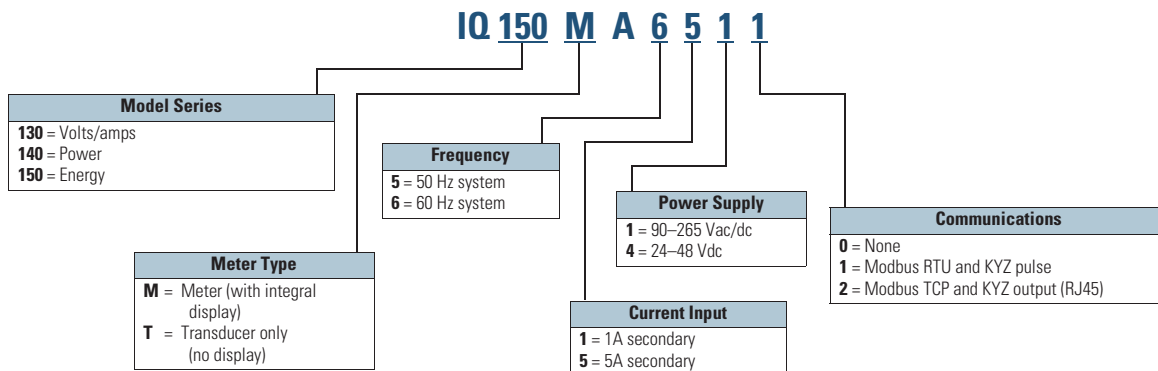 IQ 150 M A 6 5 1 1
Model Series
130 = Volts/amps
140 = Power
150 = Energy
Frequency
5 = 50 Hz system
6 = 60 Hz system
Power Supply
1 = 90–265 Vac/dc
4 = 24–48 Vdc
Communications
0 = None
1 = Modbus RTU and KYZ pulse
2 = Modbus TCP and KYZ output (RJ45)
Meter Type
M = Meter (with integral
display)
T = Transducer only
(no display)
Current Input
1 = 1A secondary
5 = 5A secondary